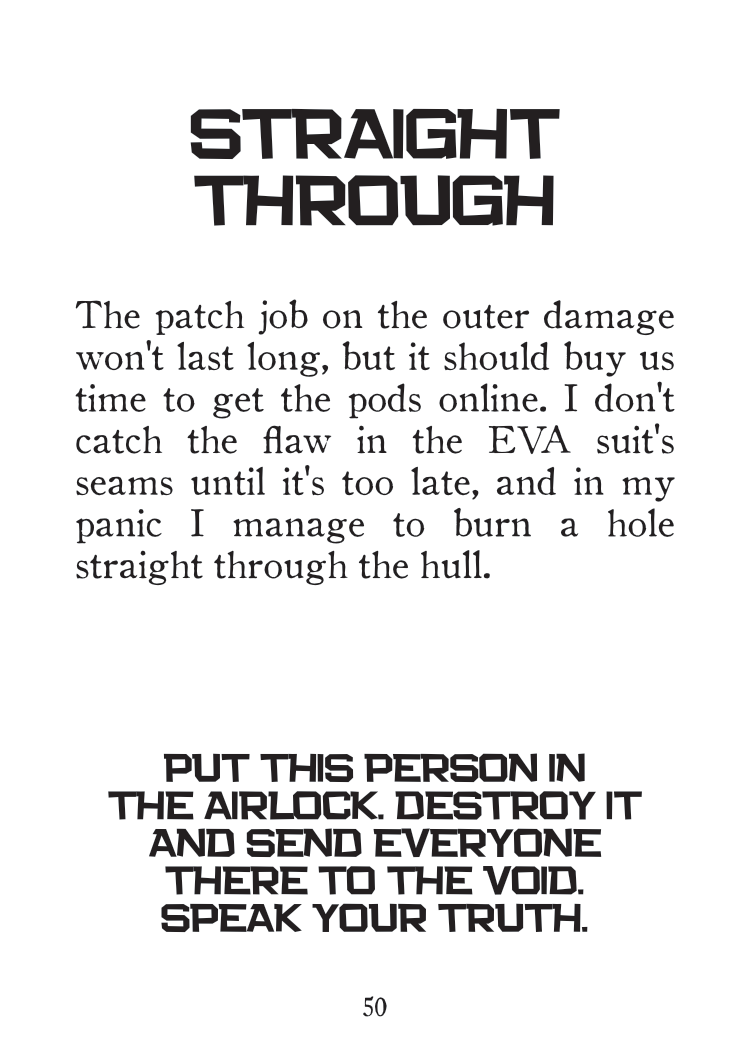 STRAIGHT
THROUGH
The patch job on the outer damage
won't last long, but it should buy us
time to get the pods online. I don't
catch the flaw in the EVA suit's
seams until it's too late, and in my
panic I manage to burn a hole
straight through the hull.
PUT THIS PERSON IN
THE AIRLOCK. DESTROY IT
AND SEND EVERYONE
THERE TO THE VOID.
SPEAK YOUR TRUTH.
50